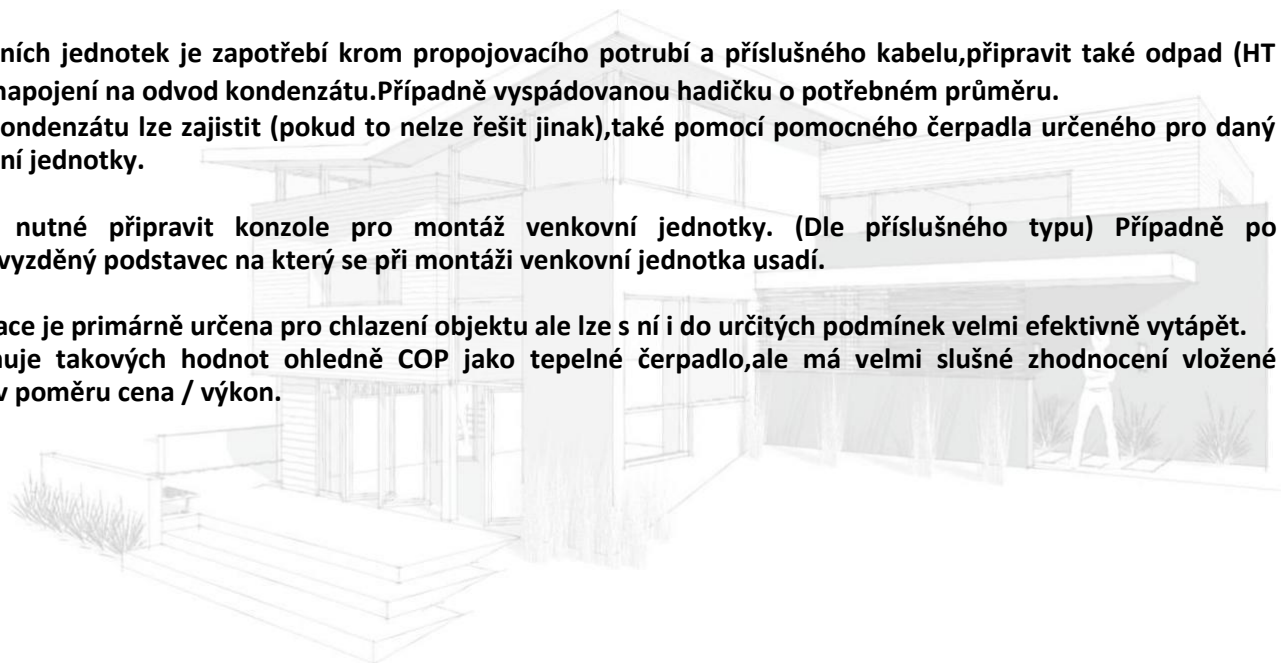 ních jednotek je zapotřebí krom propojovacího potrubí a příslušného kabelu,připravit také odpad (HT
napojení na odvod kondenzátu.Případně vyspádovanou hadičku o potřebném průměru.
ondenzátu lze zajistit (pokud to nelze řešit jinak),také pomocí pomocného čerpadla určeného pro daný
ní jednotky.
nutné připravit konzole pro montáž venkovní jednotky. (Dle příslušného typu) Případně po
vyzděný podstavec na který se při montáži venkovní jednotka usadí.
ace je primárně určena pro chlazení objektu ale lze s ní i do určitých podmínek velmi efektivně vytápět.
nuje takových hodnot ohledně COP jako tepelné čerpadlo,ale má velmi slušné zhodnocení vložené
v poměru cena / výkon.